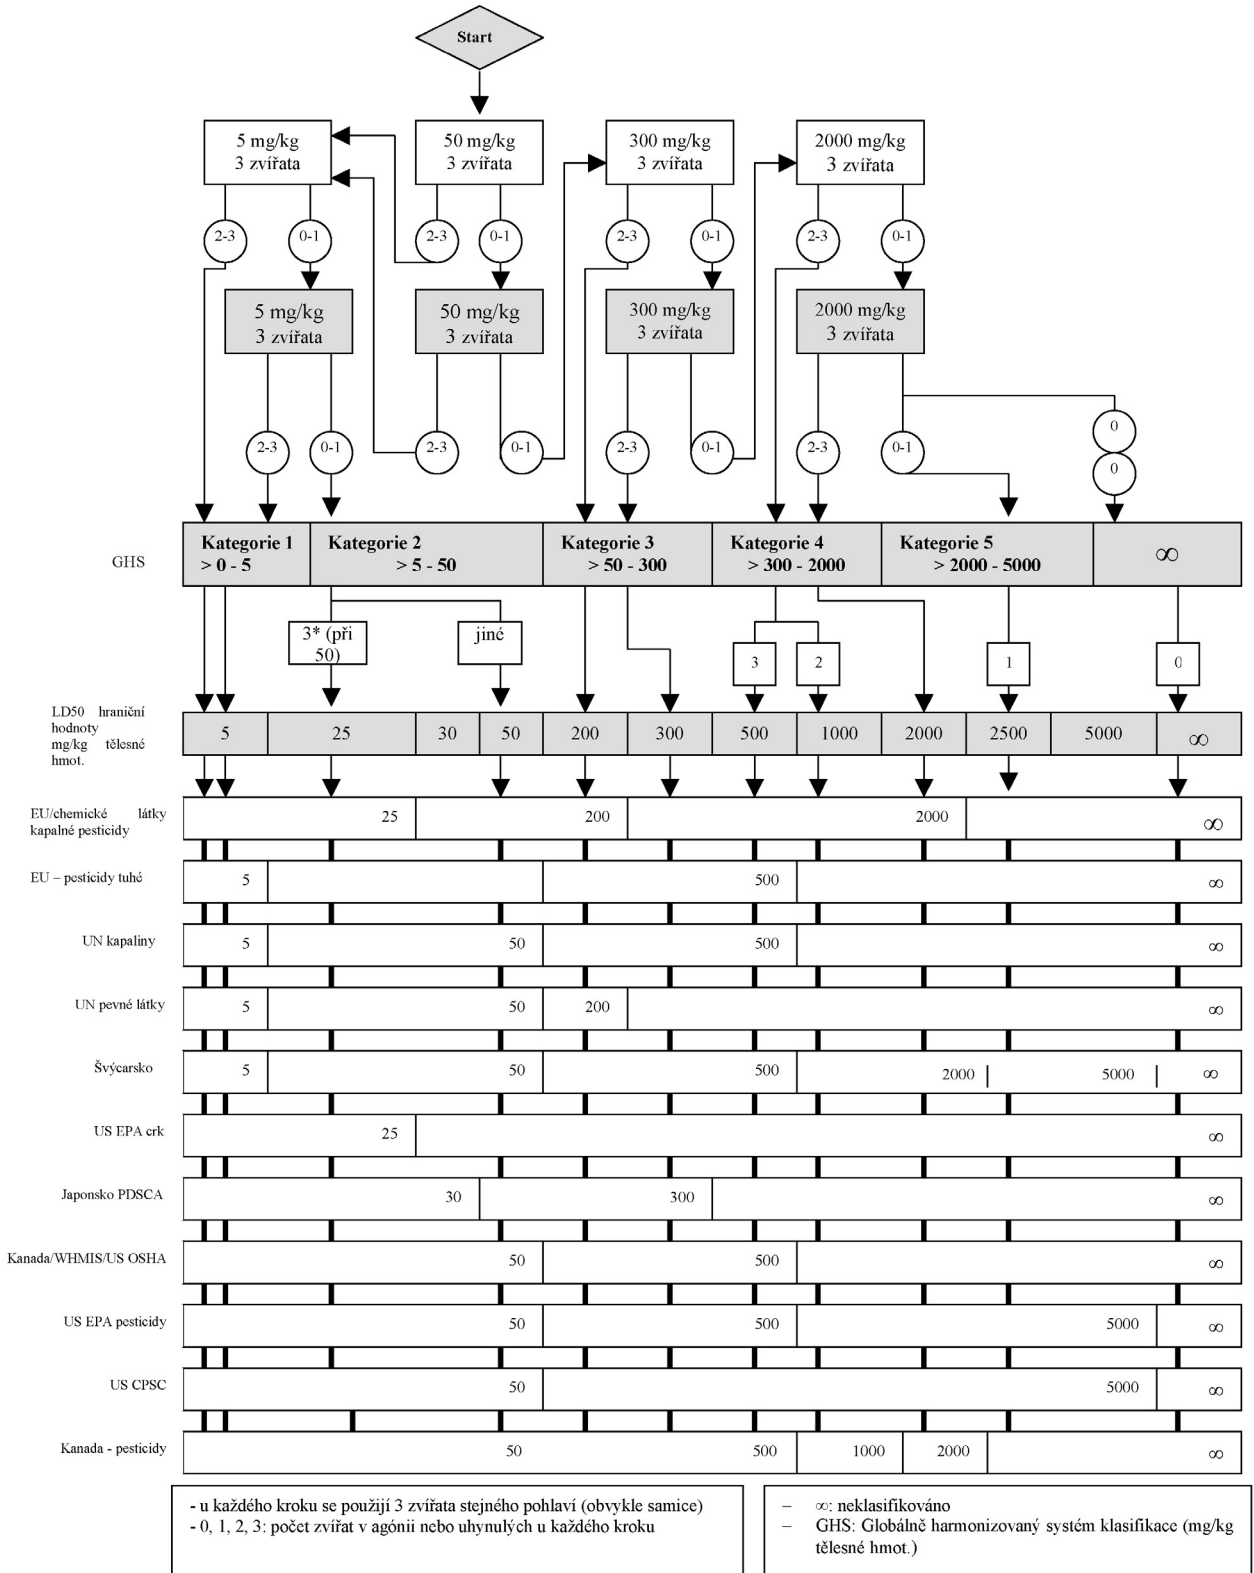 Start
5 mg/kg
3 zvířata
50 mg/kg
3 zvířata
300 mg/kg
3 zvířata
2000 mg/kg
3 zvířata
2-3
0-1
2-3
0-1
2-3
0-1
2-3
0-1
5 mg/kg
3 zvířata
50 mg/kg
3 zvířata
300 mg/kg
3 zvířata
2000 mg/kg
3 zvířata
2-3
0-1
2-3
0-1
2-3
0-1
2-3
0-1
0
0
GHS
Kategorie 1
> 0 - 5
Kategorie 2
> 5 - 50
Kategorie 3
> 50 - 300
Kategorie 4
> 300 - 2000
Kategorie 5
> 2000 - 5000
∞
3* (při
50)
jiné
3
2
1
0
LD50 hraniční
hodnoty
mg/kg tělesné
hmot.
5
25
30
50
200
300
500
1000
2000
2500
5000
∞
EU/chemické látky
kapalné pesticidy
25
200
2000
∞
EU – pesticidy tuhé
5
500
∞
UN kapaliny
5
50
500
∞
UN pevné látky
5
50
200
∞
Švýcarsko
5
50
500
2000
5000
∞
US EPA crk
25
∞
Japonsko PDSCA
30
300
∞
Kanada/WHMIS/US OSHA
50
500
∞
US EPA pesticidy
50
500
5000
∞
US CPSC
50
5000
∞
Kanada - pesticidy
50
500
1000
2000
∞
- u každého kroku se použijí 3 zvířata stejného pohlaví (obvykle samice)
- 0, 1, 2, 3: počet zvířat v agónii nebo uhynulých u každého kroku
– ∞: neklasifikováno
– GHS: Globálně harmonizovaný systém klasifikace (mg/kg
tělesné hmot.)